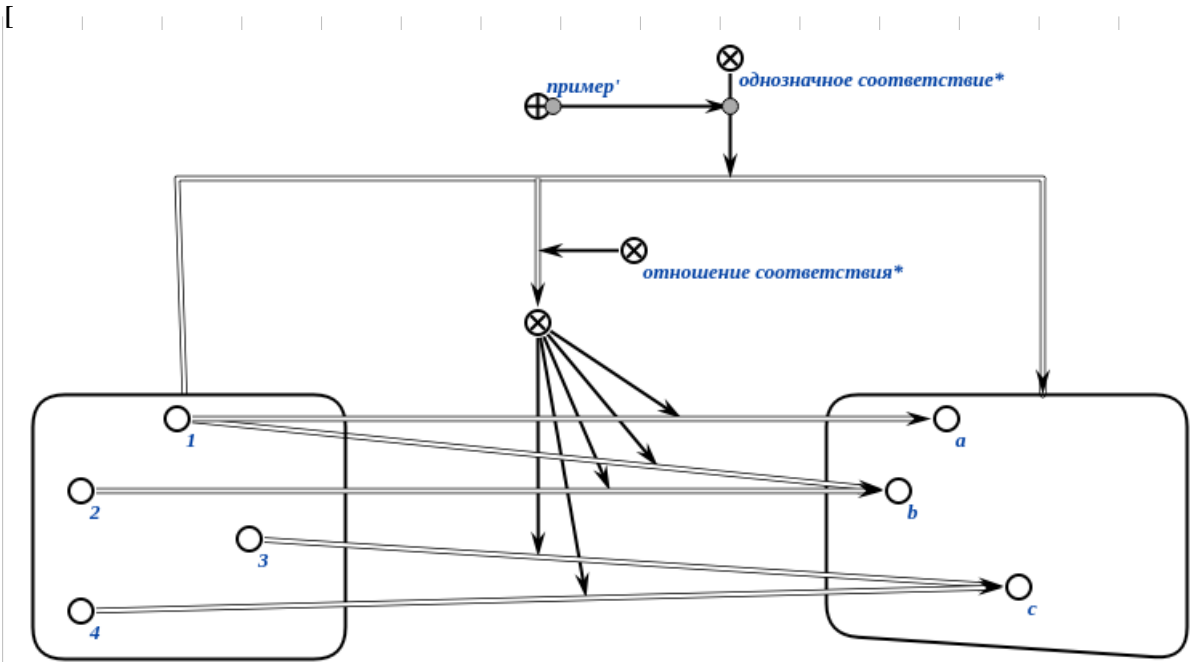 [
однозначное соответствие*
пример'
отношение соответствия*
1
a
2
b
3
c
4